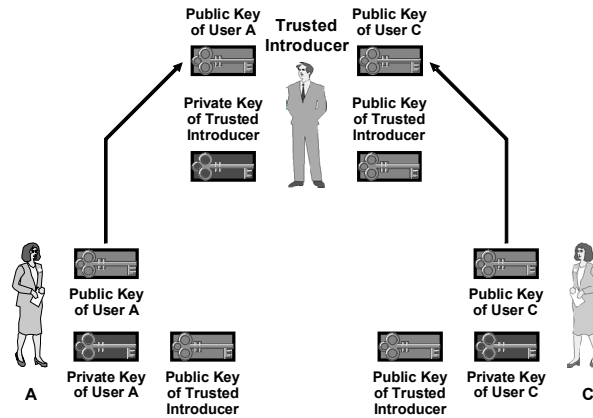 Public Key
of User A
Trusted
Introducer
Public Key
of User C
Private Key
of Trusted
Introducer
Public Key
of Trusted
Introducer
Public Key
of User A
Public Key
of User C
A
Private Key
of User A
Public Key
of Trusted
Introducer
Public Key
of Trusted
Introducer
Private Key
of User C
C